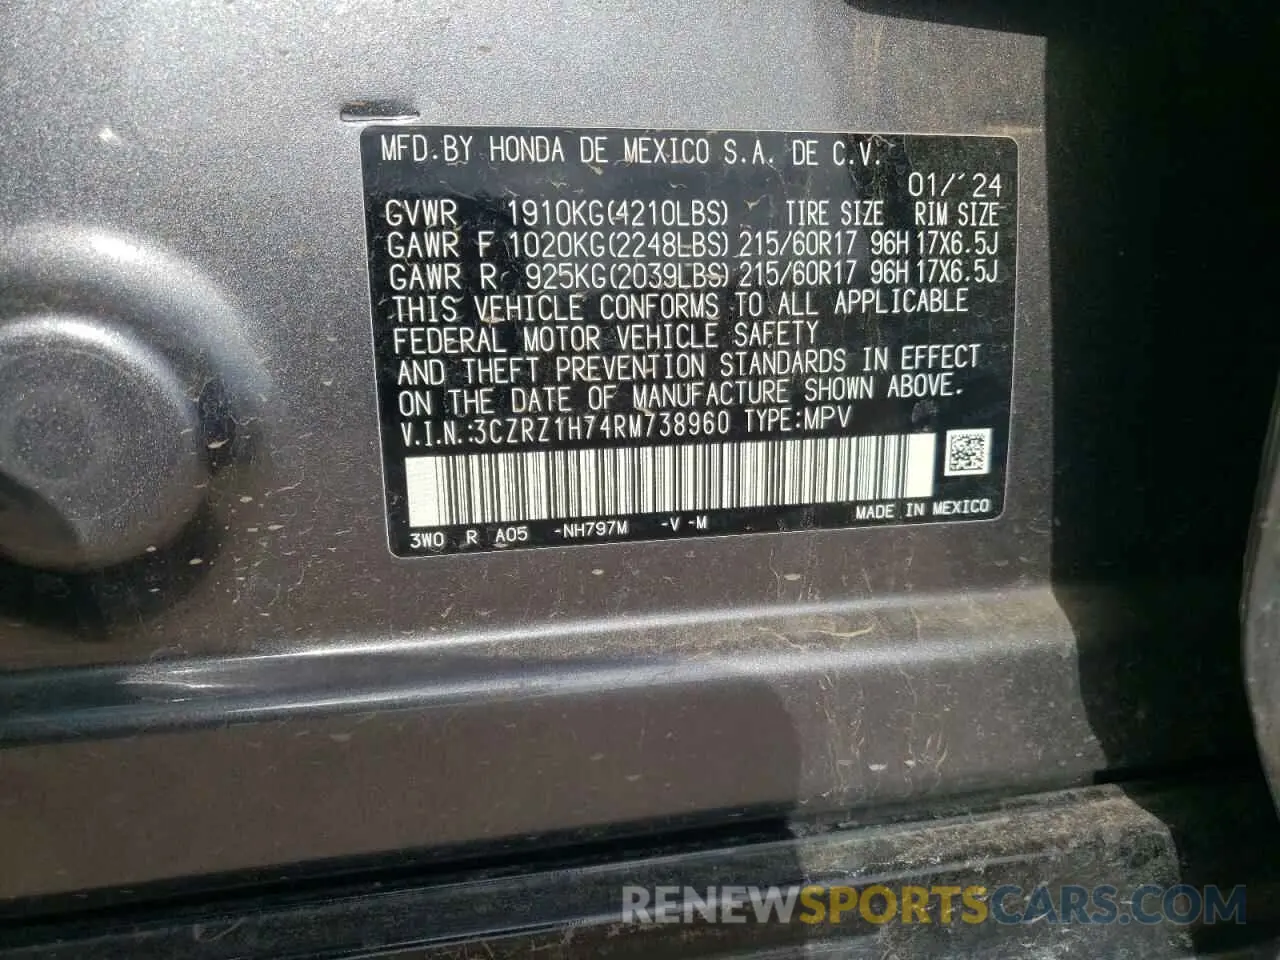 MFD.BY HONDA DE MEXICO S.A. DE C.V.
01/´24
GVWR 1910KG(4210LBS) TIRE SIZE RIM SIZE
GAWR F 1020KG(2248LBS) 215/60R17 96H 17X6.5J
GAWR R 925KG(2039LBS) 215/60R17 96H 17X6.5J
THIS VEHICLE CONFORMS TO ALL APPLICABLE
FEDERAL MOTOR VEHICLE SAFETY
AND THEFT PREVENTION STANDARDS IN EFFECT
ON THE DATE OF MANUFACTURE SHOWN ABOVE.
V.I.N.:3CZRZ1H74RM738960 TYPE:MPV
MADE IN MEXICO
3W0 R A05 -NH797M -V -M
RENEWSPORTSCARS.COM